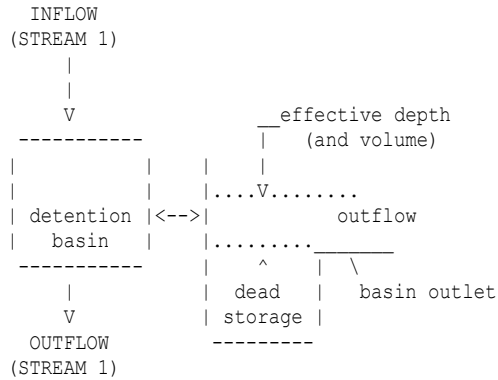 INFLOW
(STREAM 1)
V
effective depth
(and volume)
V
detention
basin
<-->
outflow
^
dead
storage
basin outlet
V
OUTFLOW
(STREAM 1)